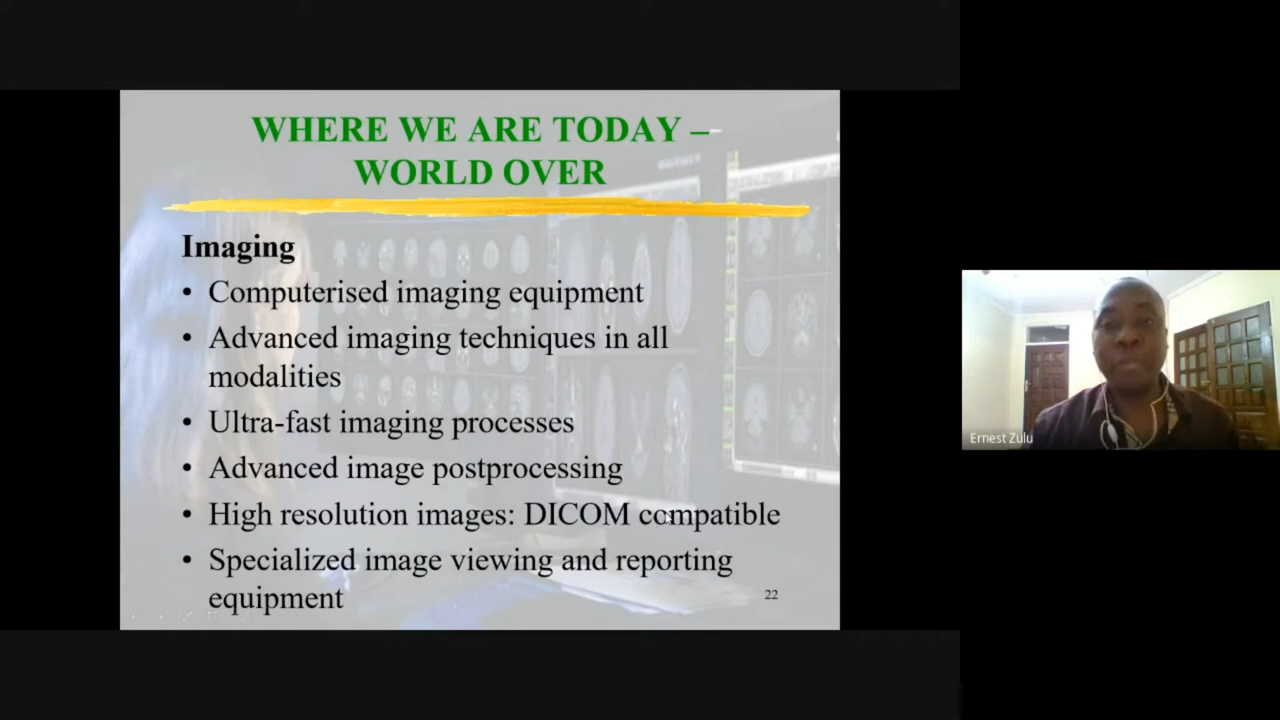 WHERE WE ARE TODAY –
WORLD OVER
Imaging
• Computerised imaging equipment
• Advanced imaging techniques in all
modalities
• Ultra-fast imaging processes
• Advanced image postprocessing
• High resolution images: DICOM compatible
• Specialized image viewing and reporting
equipment
22
Ernest Zulu